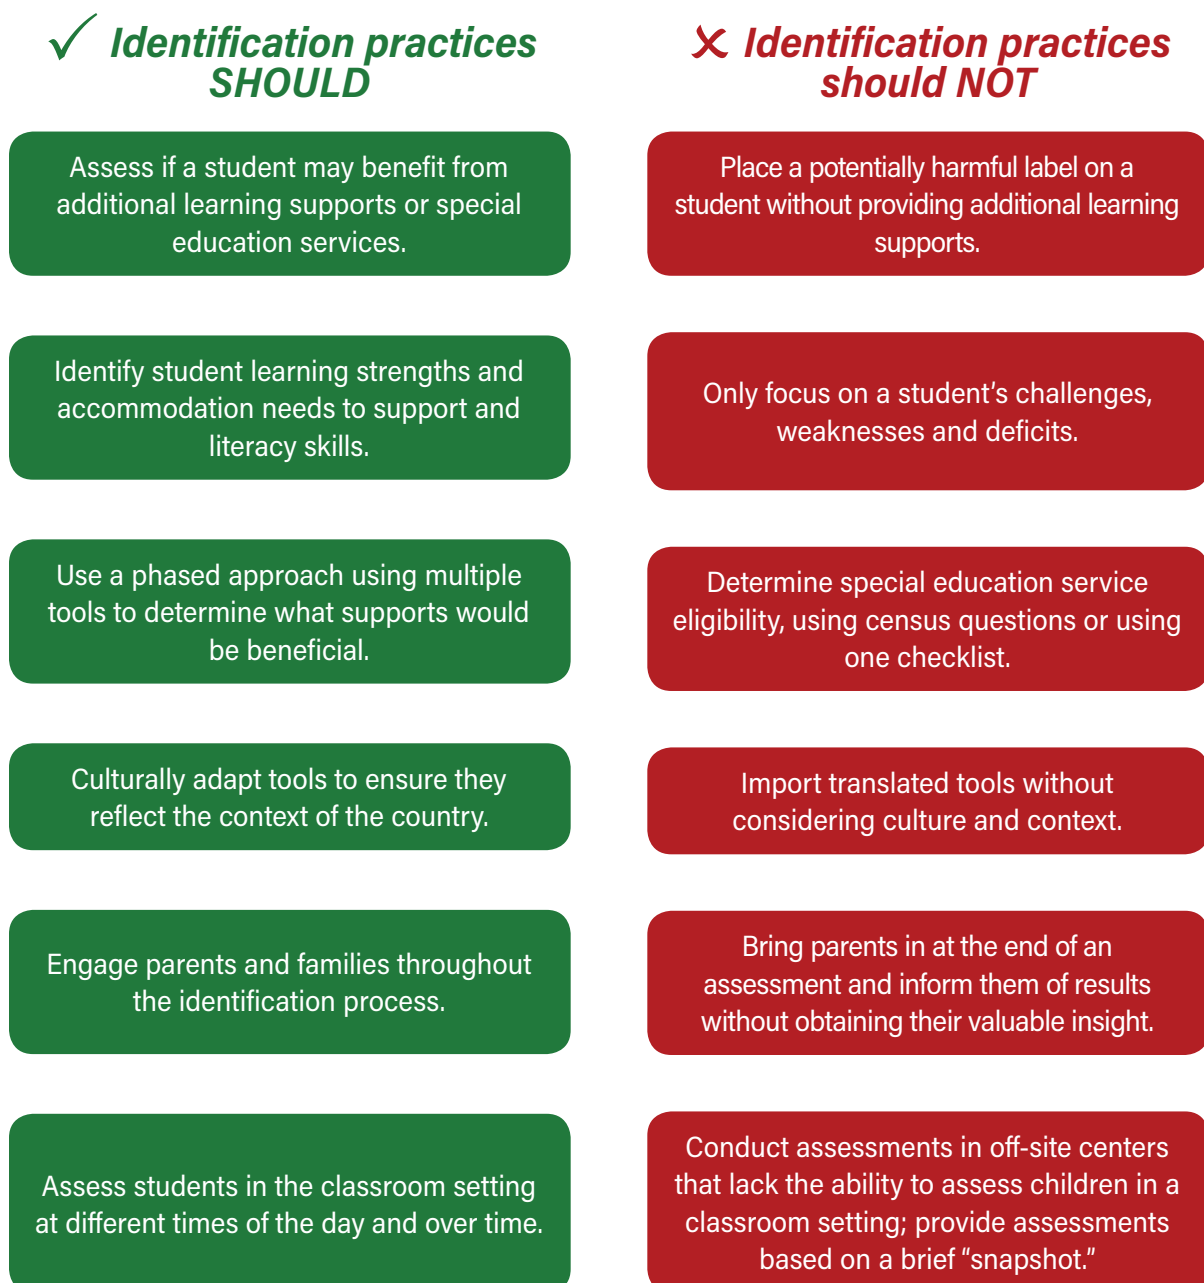 ✓ Identification practices
SHOULD
Assess if a student may benefit from
additional learning supports or special
education services.
Identify student learning strengths and
accommodation needs to support and
literacy skills.
Use a phased approach using multiple
tools to determine what supports would
be beneficial.
Culturally adapt tools to ensure they
reflect the context of the country.
Engage parents and families throughout
the identification process.
Assess students in the classroom setting
at different times of the day and over time.
✗ Identification practices
should NOT
Place a potentially harmful label on a
student without providing additional learning
supports.
Only focus on a student’s challenges,
weaknesses and deficits.
Determine special education service
eligibility, using census questions or using
one checklist.
Import translated tools without
considering culture and context.
Bring parents in at the end of an
assessment and inform them of results
without obtaining their valuable insight.
Conduct assessments in off-site centers
that lack the ability to assess children in a
classroom setting; provide assessments
based on a brief “snapshot.”